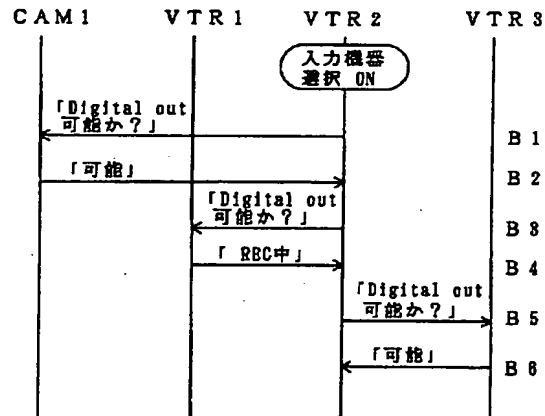 CAM1 VTR1 VTR2 VTR3
入力機器
選択 ON
「Digital out
可能か?」
B1
「可能」
B2
「Digital out
可能か?」
B3
「 REC中」
B4
「Digital out
可能か?」
B5
「可能」
B6